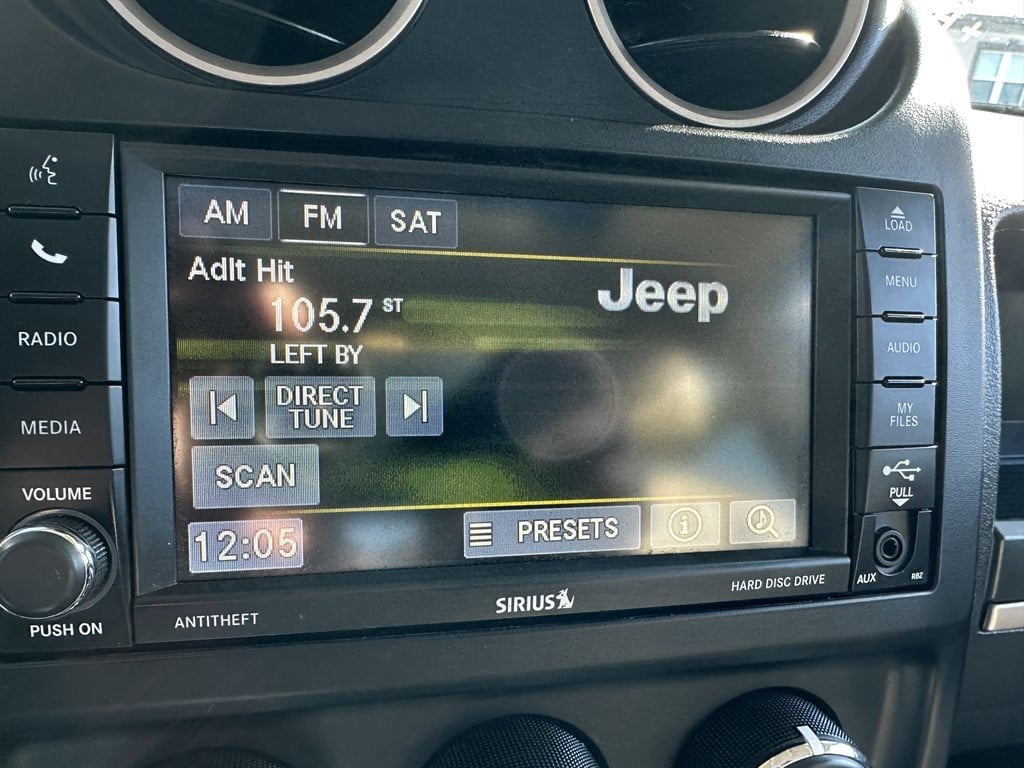 AM FM SAT
Adlt Hit
105.7 ST
LEFT BY
DIRECT
TUNE
SCAN
12:05
PRESETS
Jeep
RADIO
MEDIA
VOLUME
PUSH ON
ANTITHEFT
SIRIUS
HARD DISC DRIVE
LOAD
MENU
AUDIO
MY
FILES
PULL
AUX
RBZ